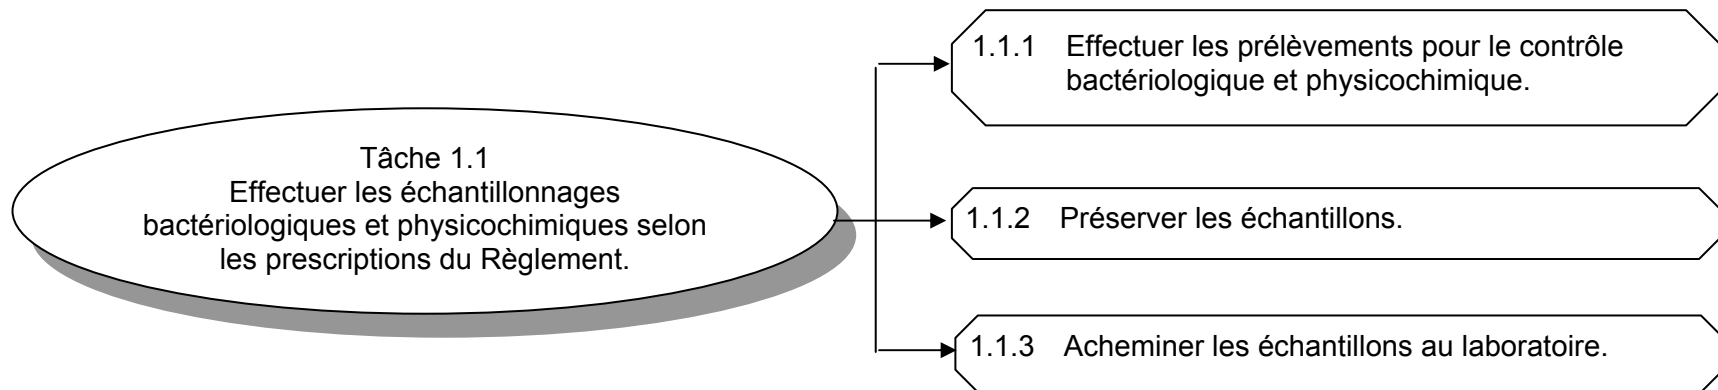 Tâche 1.1
Effectuer les échantillonnages
bactériologiques et physicochimiques selon
les prescriptions du Règlement.
1.1.1 Effectuer les prélèvements pour le contrôle
bactériologique et physicochimique.
1.1.2 Préserver les échantillons.
1.1.3 Acheminer les échantillons au laboratoire.